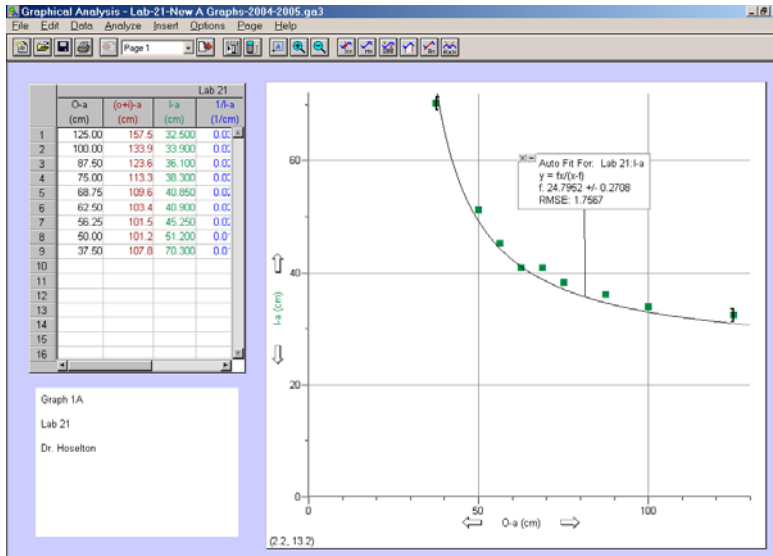 Graphical Analysis - Lab-21-New A Graphs-2004-2005.ga3
File Edit Data Analyze Insert Options Page Help
Page 1
Lab 21
O-a (o+i)-a I-a 1/I-a
(cm) (cm) (cm) (1/cm)
1 125.00 157.5 32.500
2 100.00 133.9 33.900
3 87.50 123.6 36.100
4 75.00 113.3 38.300
5 68.75 109.6 40.850
6 62.50 103.4 40.900
7 56.25 101.5 45.250
8 50.00 101.2 51.200
9 37.50 107.8 70.300
10
11
12
13
14
15
16
Graph 1A
Lab 21
Dr. Hoselton
60
40
20
0
I-a (cm)
Auto Fit For: Lab 21:I-a
y = fx/(x-f)
f: 24.7952 +/- 0.2708
RMSE: 1.7567
0 50 100
O-a (cm)
(2.2, 13.2)